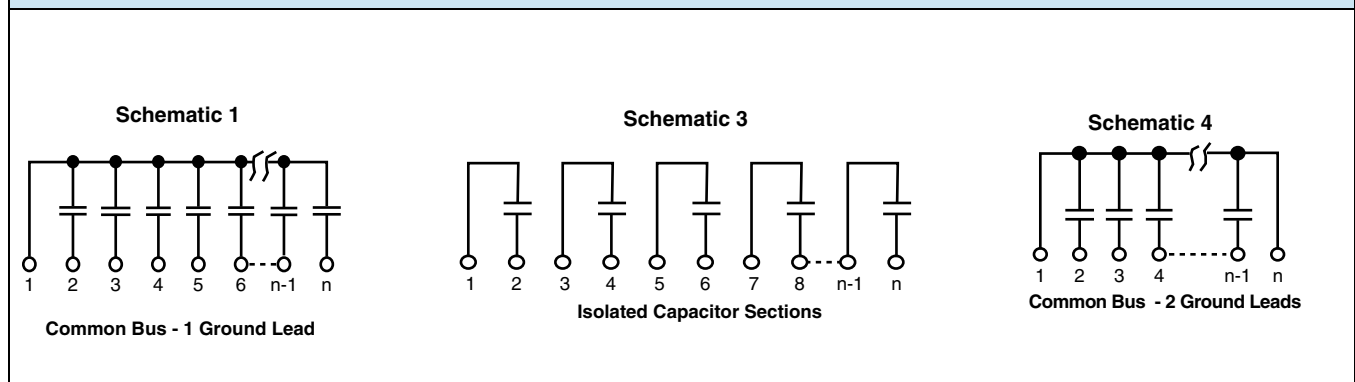 Schematic 1
1 2 3 4 5 6 n-1 n
Common Bus - 1 Ground Lead
Schematic 3
1 2 3 4 5 6 7 8 n-1 n
Isolated Capacitor Sections
Schematic 4
1 2 3 4 n-1 n
Common Bus - 2 Ground Leads